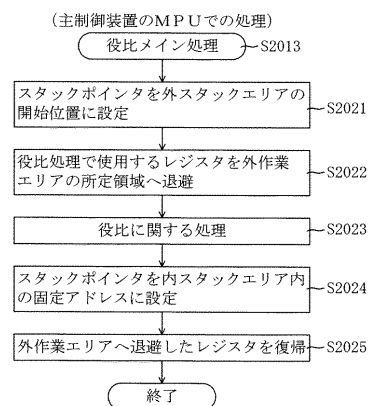 (主制御装置のMPUでの処理)
役比メイン処理
S2013
スタックポインタを外スタックエリアの
開始位置に設定
S2021
役比処理で使用するレジスタを外作業
エリアの所定領域へ退避
S2022
役比に関する処理
S2023
スタックポインタを内スタックエリア内
の固定アドレスに設定
S2024
外作業エリアへ退避したレジスタを復帰
S2025
終了